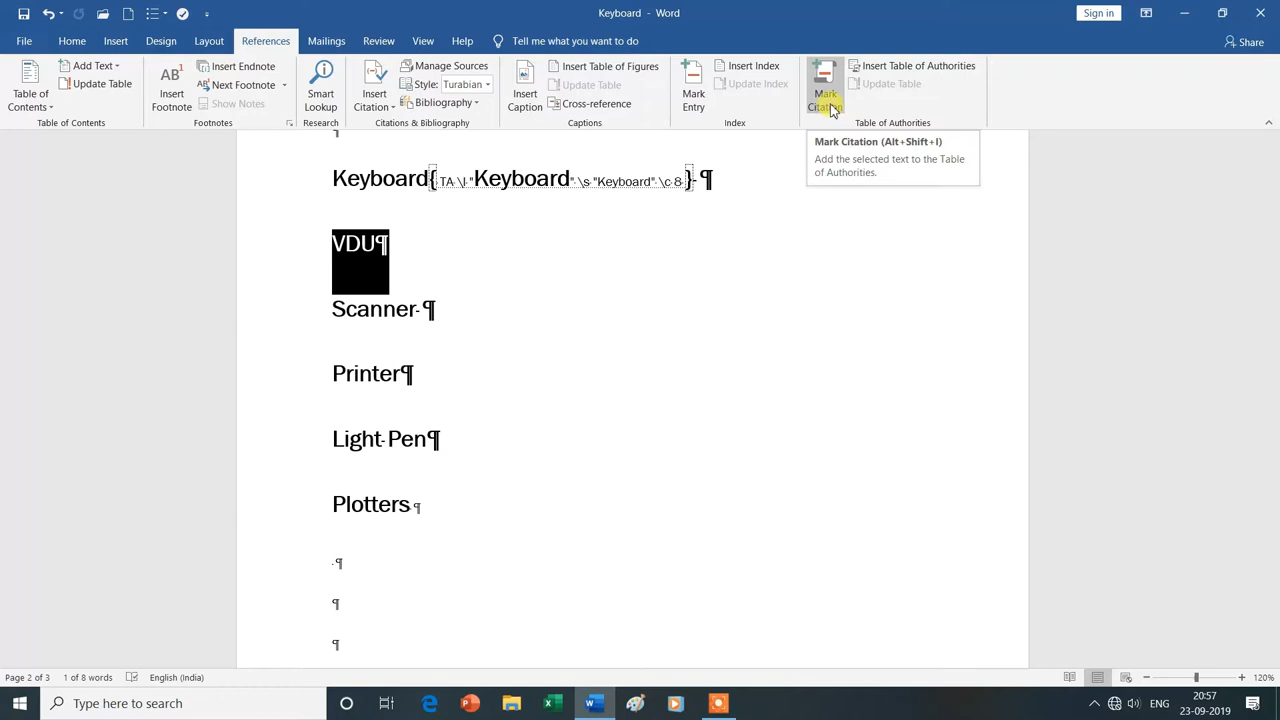 Keyboard - Word
Sign in
File Home Insert Design Layout References Mailings Review View Help Tell me what you want to do Share
Table of Contents
Add Text
Update Table
Table of Contents
AB1
Insert Footnote
Insert Endnote
Next Footnote
Show Notes
Footnotes
Smart Lookup
Research
Insert Citation
Manage Sources
Style: Turabian
Bibliography
Citations & Bibliography
Insert Caption
Insert Table of Figures
Update Table
Cross-reference
Captions
Mark Entry
Insert Index
Update Index
Index
Mark Citation
Insert Table of Authorities
Update Table
Table of Authorities
Mark Citation (Alt+Shift+I)
Add the selected text to the Table
of Authorities.
¶
Keyboard{ TA \l "Keyboard" \s "Keyboard" \c 8 } ¶
VDU¶
Scanner ¶
Printer¶
Light Pen¶
Plotters ¶
¶
¶
¶
Page 2 of 3 1 of 8 words English (India) 120%
Type here to search
ENG
20:57
23-09-2019